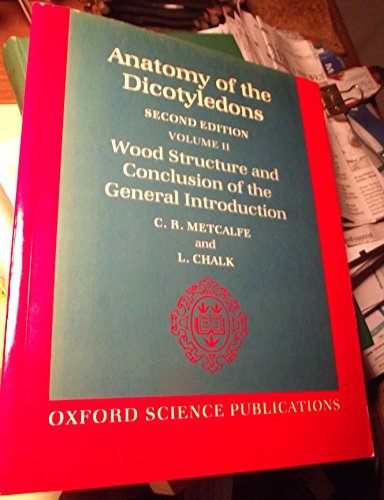 Anatomy of the
Dicotyledons
SECOND EDITION
VOLUME II
Wood Structure and
Conclusion of the
General Introduction
C. R. METCALFE
and
L. CHALK
OXFORD SCIENCE PUBLICATIONS